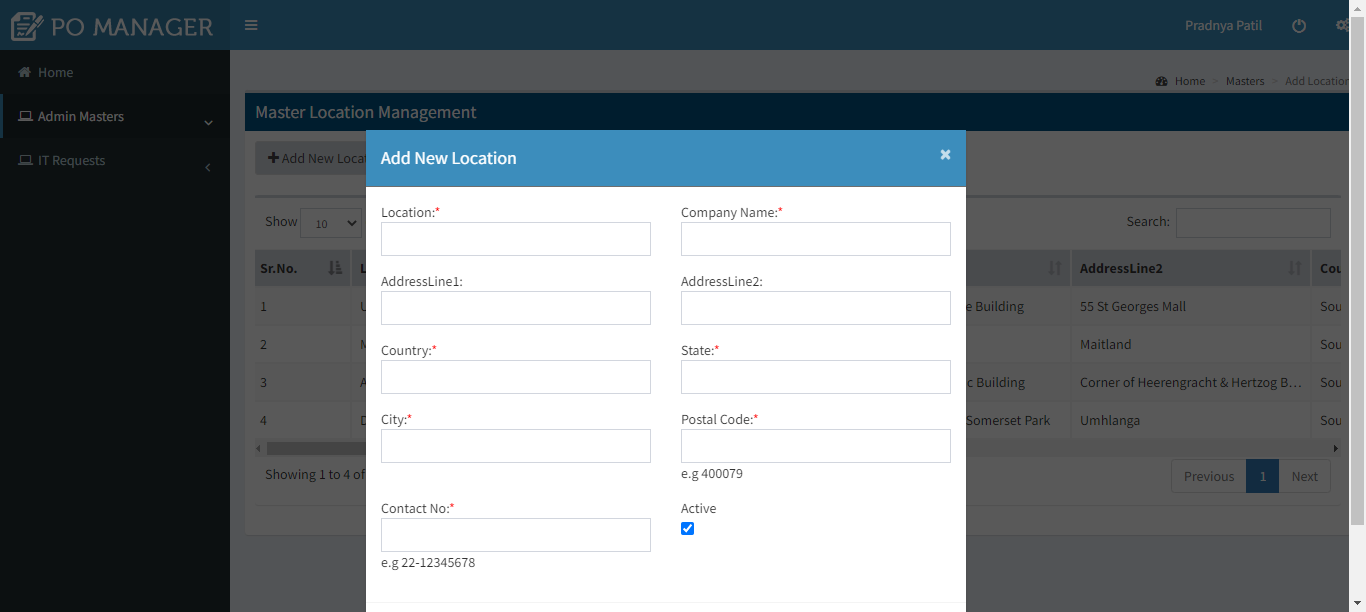 PO MANAGER
Pradnya Patil
Home
Admin Masters
IT Requests
Home > Masters > Add Location
Master Location Management
Add New Loca
Add New Location
×
Location:*
Company Name:*
AddressLine1:
AddressLine2:
Country:*
State:*
City:*
Postal Code:*
e.g 400079
Contact No:*
e.g 22-12345678
Active
Show 10
Search:
Sr.No. L AddressLine2 Cou
1 e Building 55 St Georges Mall Sou
2 M Maitland Sou
3 A c Building Corner of Heerengracht & Hertzog B... Sou
4 D Somerset Park Umhlanga Sou
Showing 1 to 4 of
Previous 1 Next